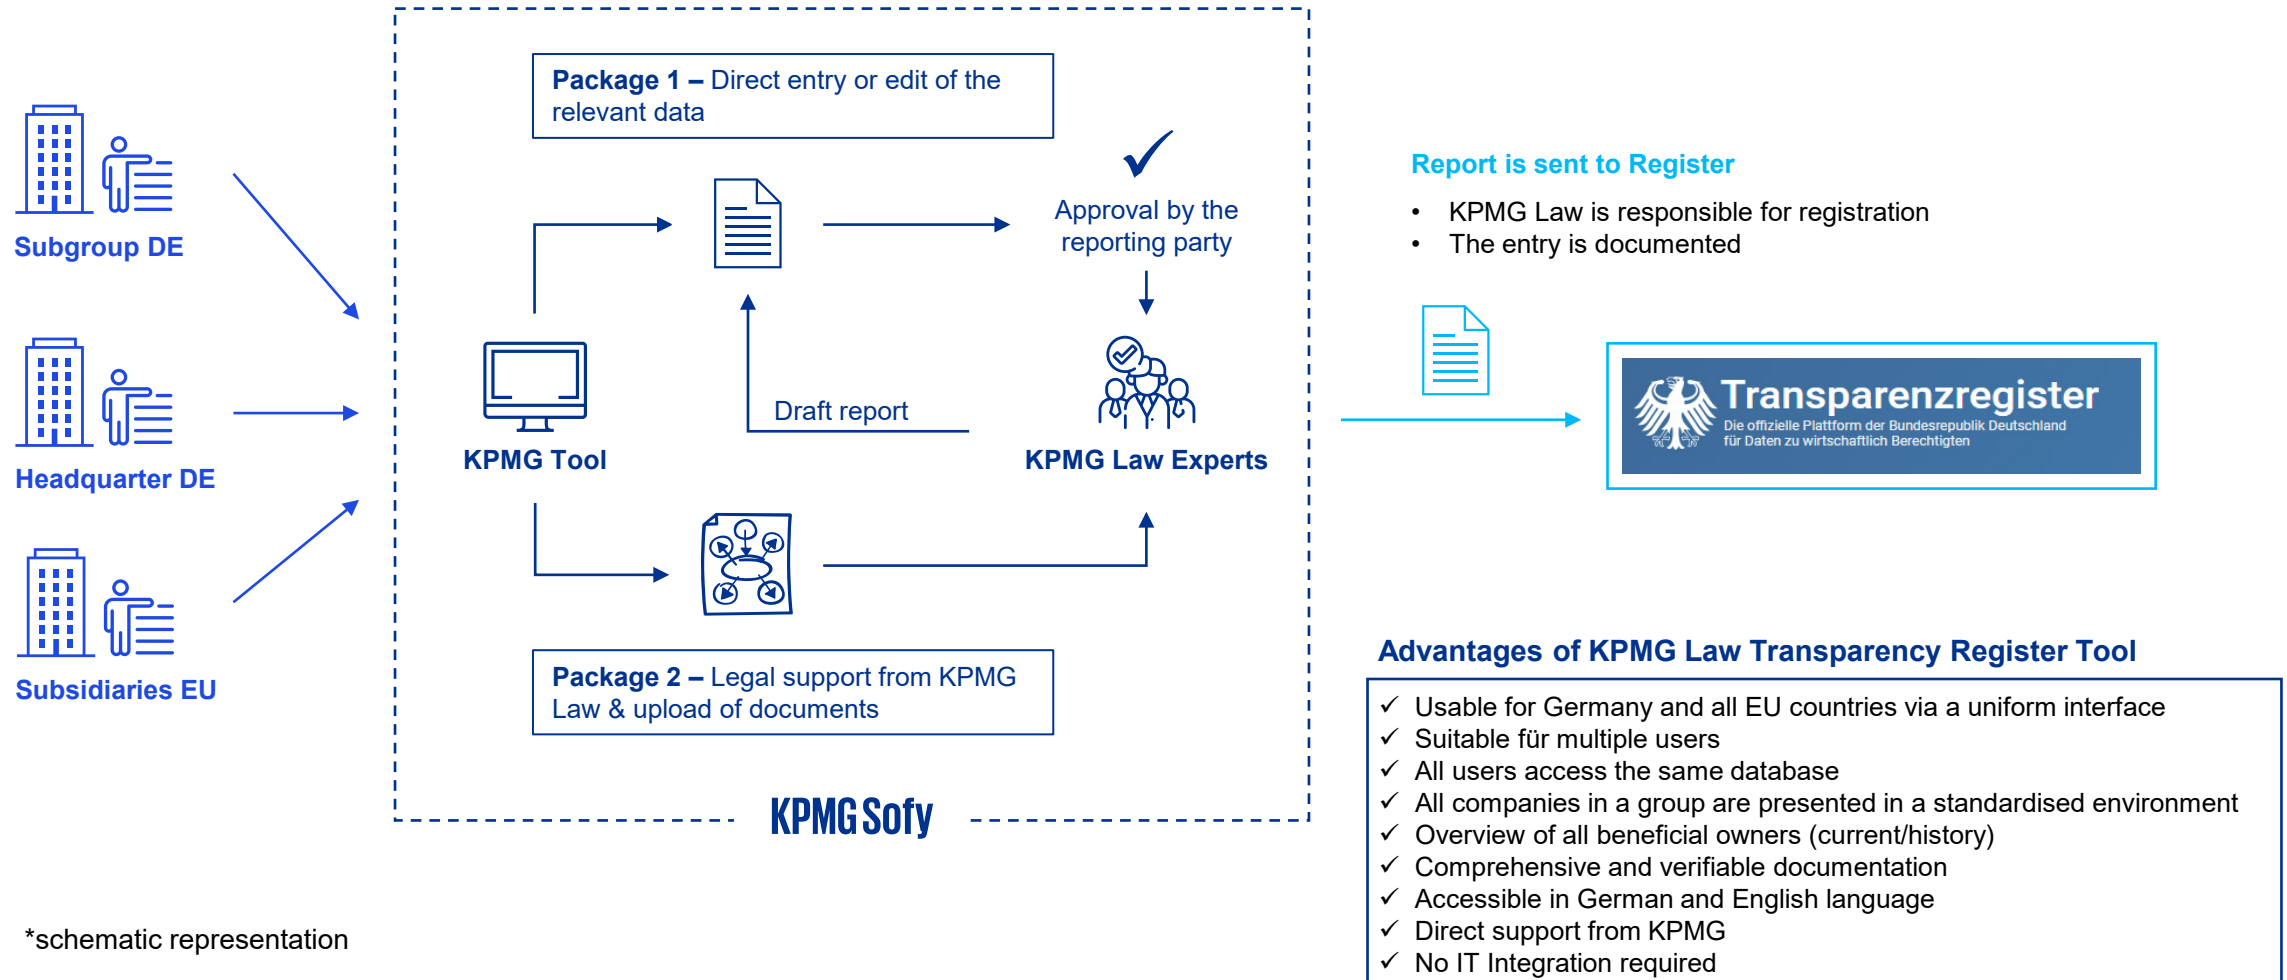 Package 1 – Direct entry or edit of the
relevant data
Subgroup DE
Headquarter DE
Subsidiaries EU
Approval by the
reporting party
Draft report
KPMG Tool
KPMG Law Experts
Package 2 – Legal support from KPMG
Law & upload of documents
KPMG Sofy
Report is sent to Register
• KPMG Law is responsible for registration
• The entry is documented
Transparenzregister
Die offizielle Plattform der Bundesrepublik Deutschland
für Daten zu wirtschaftlich Berechtigten
Advantages of KPMG Law Transparency Register Tool
✓ Usable for Germany and all EU countries via a uniform interface
✓ Suitable für multiple users
✓ All users access the same database
✓ All companies in a group are presented in a standardised environment
✓ Overview of all beneficial owners (current/history)
✓ Comprehensive and verifiable documentation
✓ Accessible in German and English language
✓ Direct support from KPMG
✓ No IT Integration required
*schematic representation